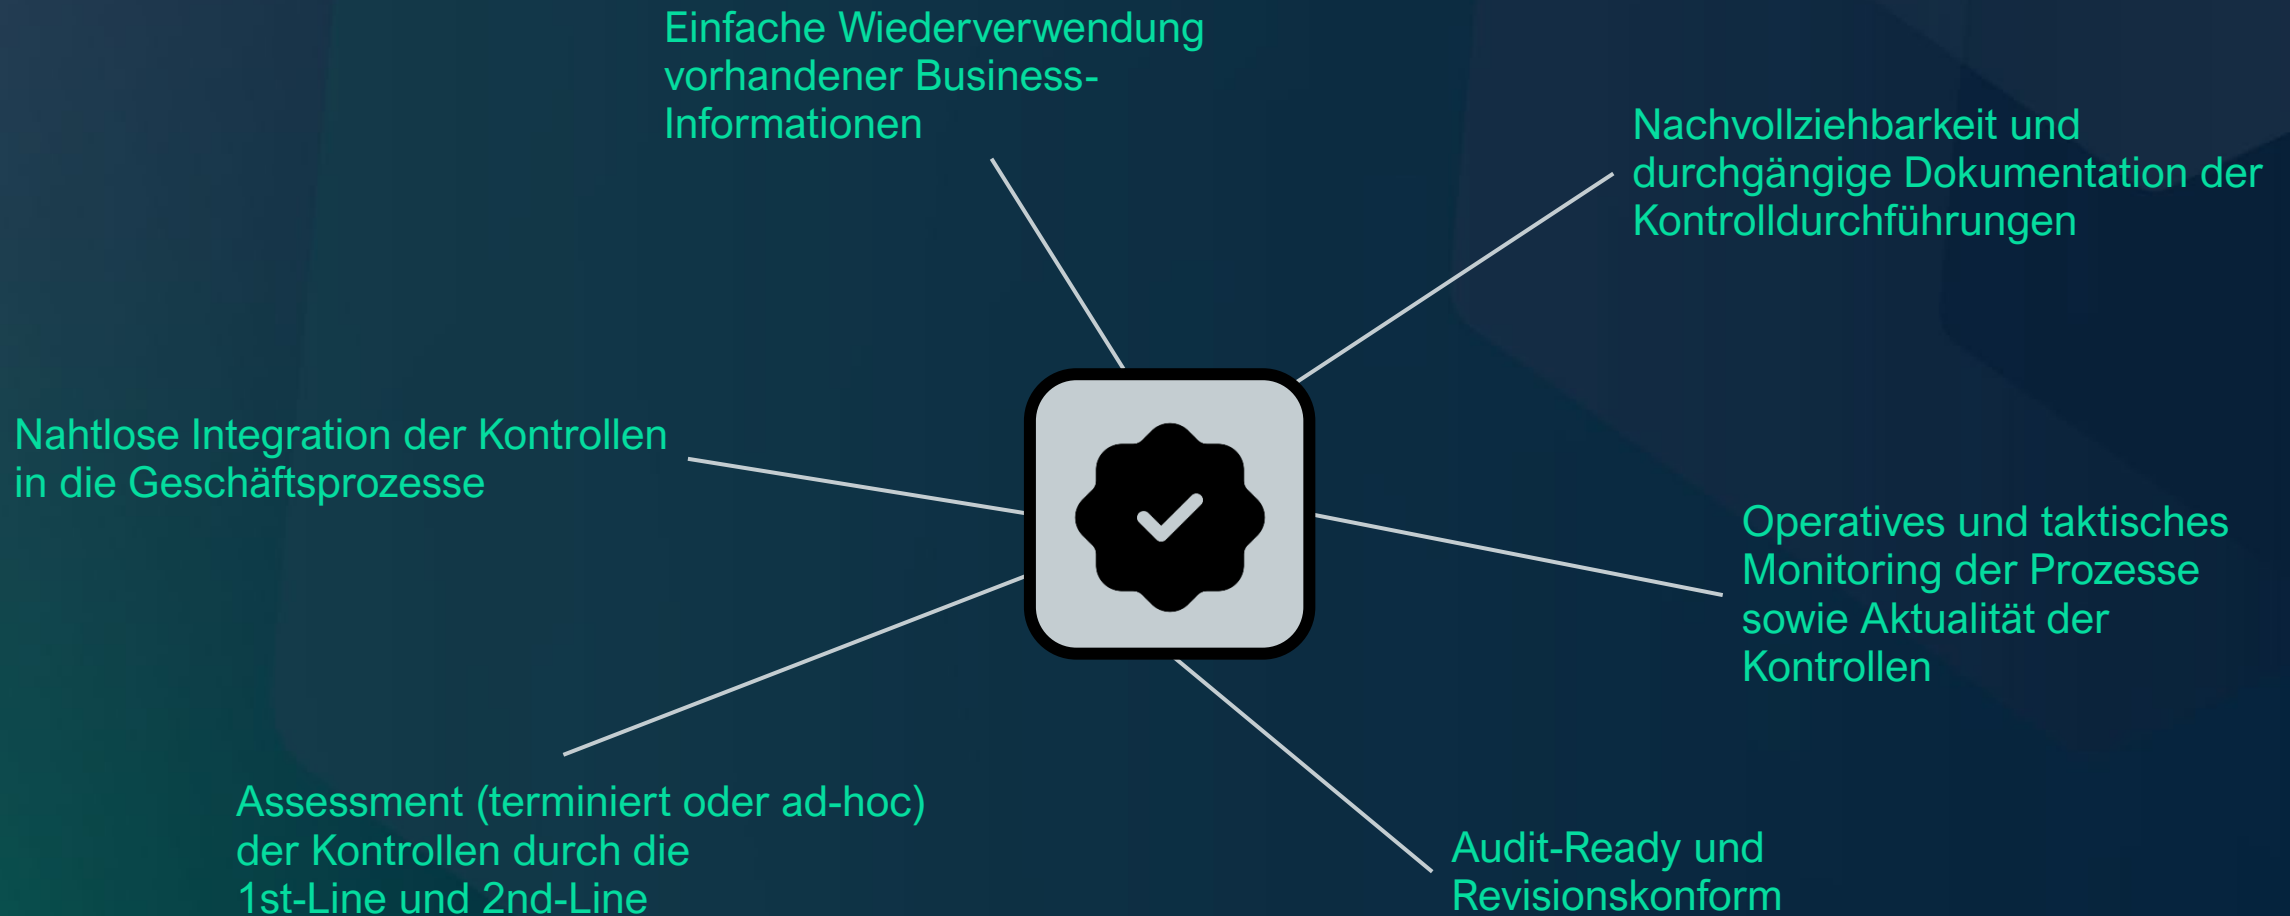 Einfache Wiederverwendung
vorhandener Business-
Informationen
Nachvollziehbarkeit und
durchgängige Dokumentation der
Kontrolldurchführungen
Nahtlose Integration der Kontrollen
in die Geschäftsprozesse
Operatives und taktisches
Monitoring der Prozesse
sowie Aktualität der
Kontrollen
Assessment (terminiert oder ad-hoc)
der Kontrollen durch die
1st-Line und 2nd-Line
Audit-Ready und
Revisionskonform